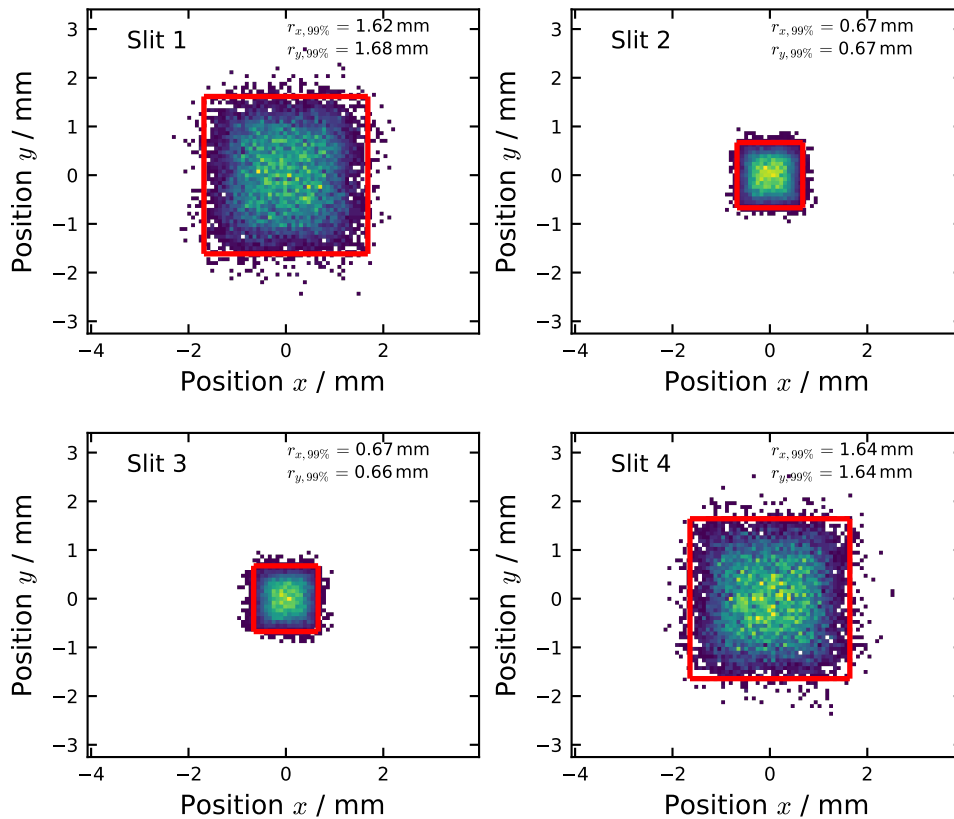 Slit 1
r_{x,99%} = 1.62 mm
r_{y,99%} = 1.68 mm
3
2
1
0
−1
−2
−3
Position y / mm
−4
−2
0
2
Position x / mm
Slit 2
r_{x,99%} = 0.67 mm
r_{y,99%} = 0.67 mm
3
2
1
0
−1
−2
−3
Position y / mm
−4
−2
0
2
Position x / mm
Slit 3
r_{x,99%} = 0.67 mm
r_{y,99%} = 0.66 mm
3
2
1
0
−1
−2
−3
Position y / mm
−4
−2
0
2
Position x / mm
Slit 4
r_{x,99%} = 1.64 mm
r_{y,99%} = 1.64 mm
3
2
1
0
−1
−2
−3
Position y / mm
−4
−2
0
2
Position x / mm